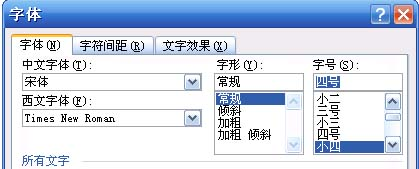 字体
字体(N) 字符间距(R) 文字效果(X)
中文字体(T): 字形(Y): 字号(S):
宋体 常规 四号
西文字体(F): 常规 小二
Times New Roman 倾斜 三号
加粗 小三
加粗 倾斜 四号
小四
所有文字